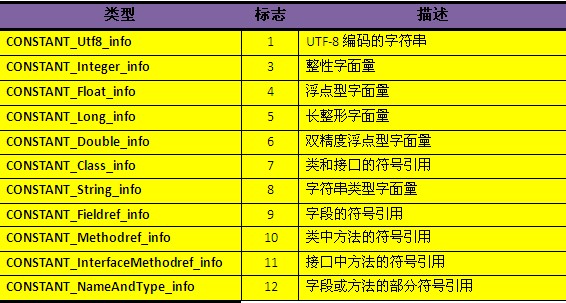 类型 标志 描述
CONSTANT_Utf8_info 1 UTF-8 编码的字符串
CONSTANT_Integer_info 3 整性字面量
CONSTANT_Float_info 4 浮点型字面量
CONSTANT_Long_info 5 长整形字面量
CONSTANT_Double_info 6 双精度浮点型字面量
CONSTANT_Class_info 7 类和接口的符号引用
CONSTANT_String_info 8 字符串类型字面量
CONSTANT_Fieldref_info 9 字段的符号引用
CONSTANT_Methodref_info 10 类中方法的符号引用
CONSTANT_InterfaceMethodref_info 11 接口中方法的符号引用
CONSTANT_NameAndType_info 12 字段或方法的部分符号引用